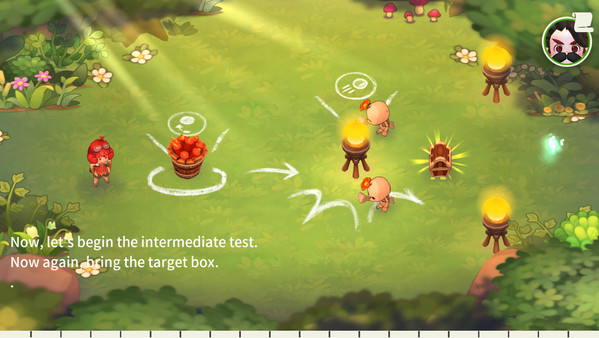 Now, let's begin the intermediate test.
Now again, bring the target box.
.